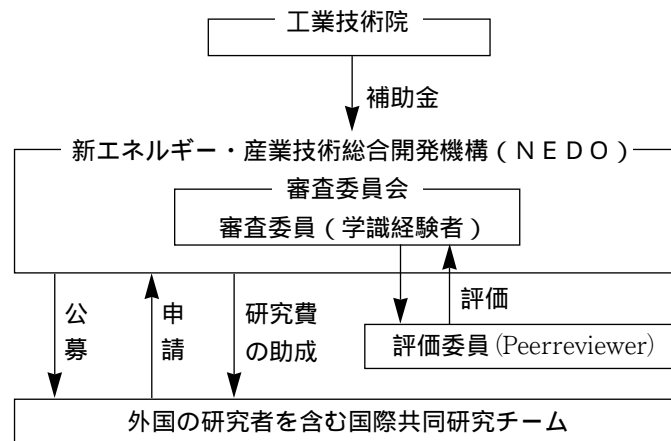 工業技術院
補助金
新エネルギー・産業技術総合開発機構(NEDO)
審査委員会
審査委員(学識経験者)
公募
申請
研究費
の助成
評価
評価委員(Peerreviewer)
外国の研究者を含む国際共同研究チーム